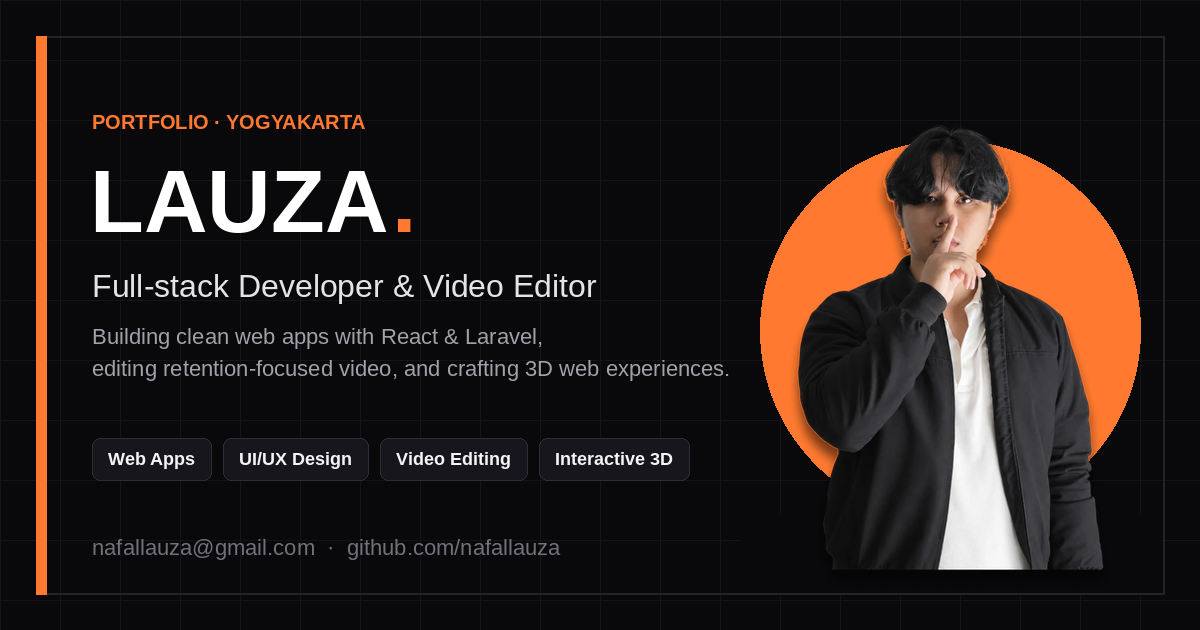 PORTFOLIO · YOGYAKARTA
LAUZA.
Full-stack Developer & Video Editor
Building clean web apps with React & Laravel,
editing retention-focused video, and crafting 3D web experiences.
Web Apps
UI/UX Design
Video Editing
Interactive 3D
nafallauza@gmail.com · github.com/nafallauza